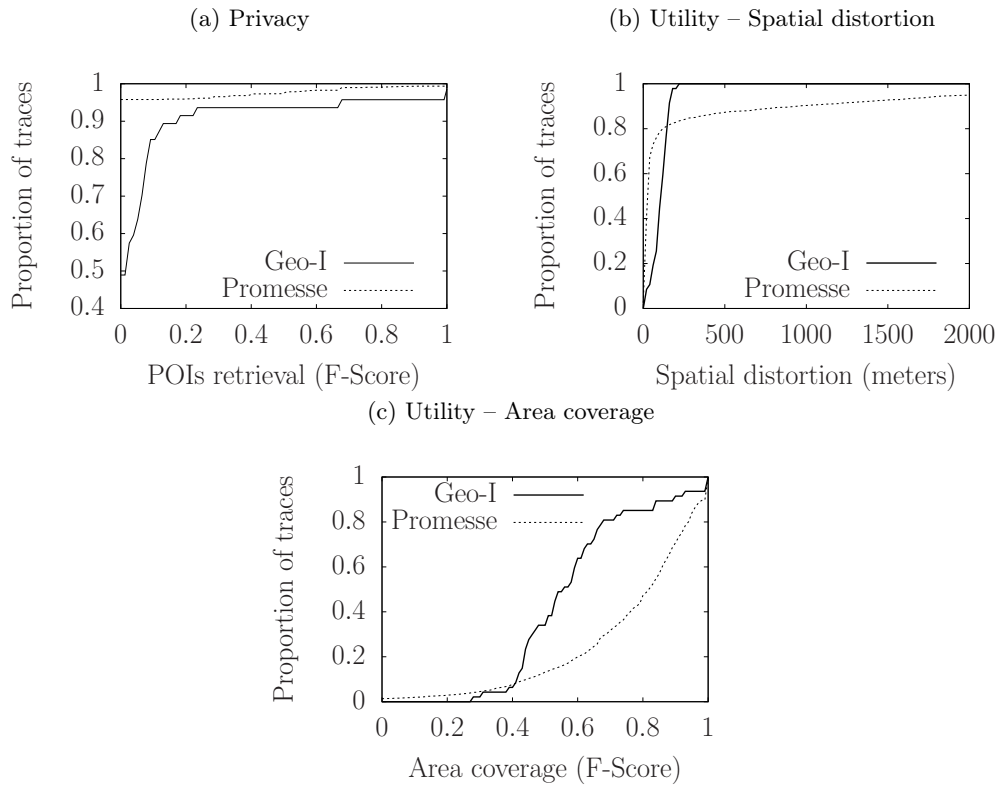 (a) Privacy
(b) Utility – Spatial distortion
Proportion of traces
1
0.9
0.8
0.7
0.6
0.5
0.4
Geo-I
Promesse
0 0.2 0.4 0.6 0.8 1
POIs retrieval (F-Score)
Proportion of traces
1
0.8
0.6
0.4
0.2
0
Geo-I
Promesse
0 500 1000 1500 2000
Spatial distortion (meters)
(c) Utility – Area coverage
Proportion of traces
1
0.8
0.6
0.4
0.2
0
Geo-I
Promesse
0 0.2 0.4 0.6 0.8 1
Area coverage (F-Score)